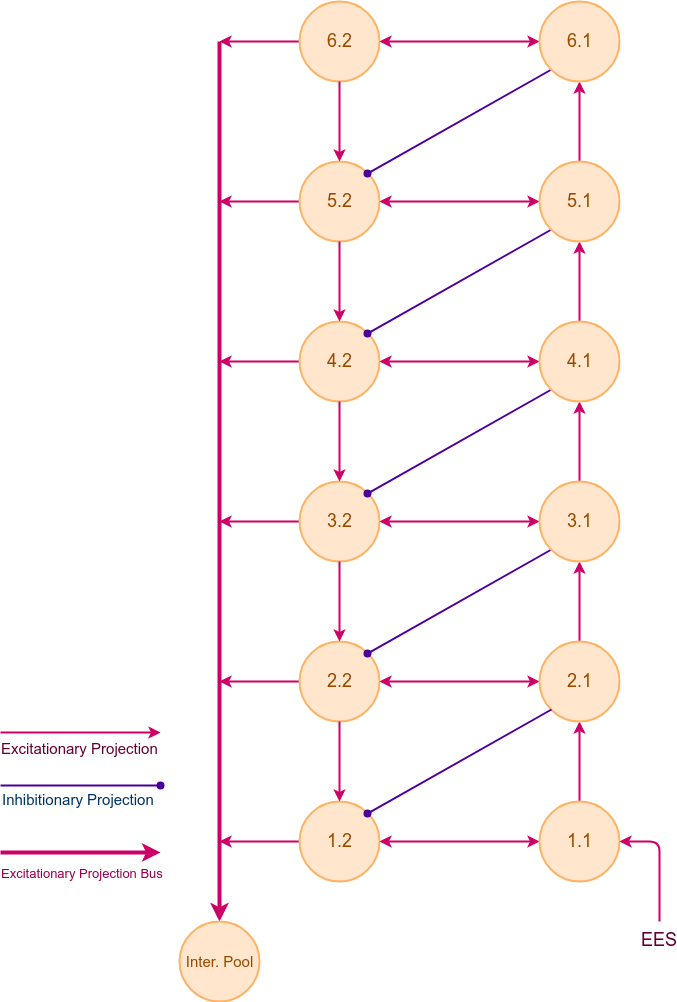 6.2
6.1
5.2
5.1
4.2
4.1
3.2
3.1
2.2
2.1
Excitationary Projection
Inhibitionary Projection
1.2
1.1
Excitationary Projection Bus
EES
Inter. Pool